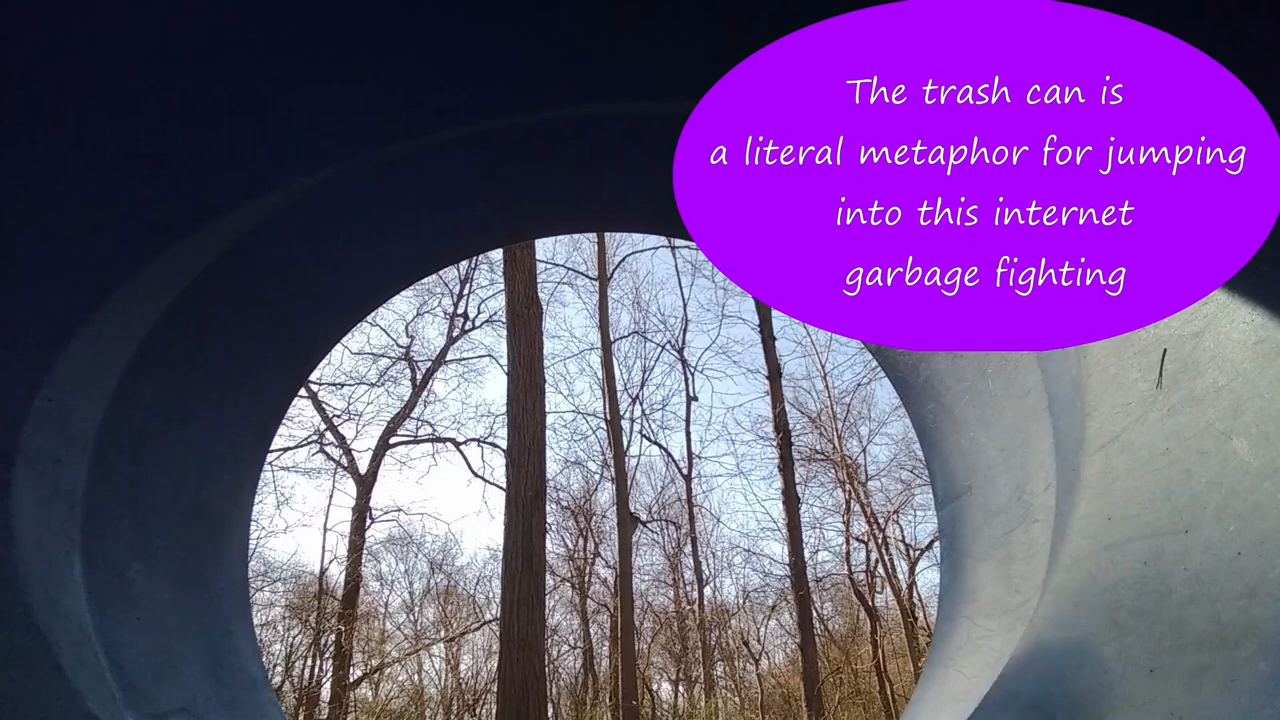 The trash can is
a literal metaphor for jumping
into this internet
garbage fighting